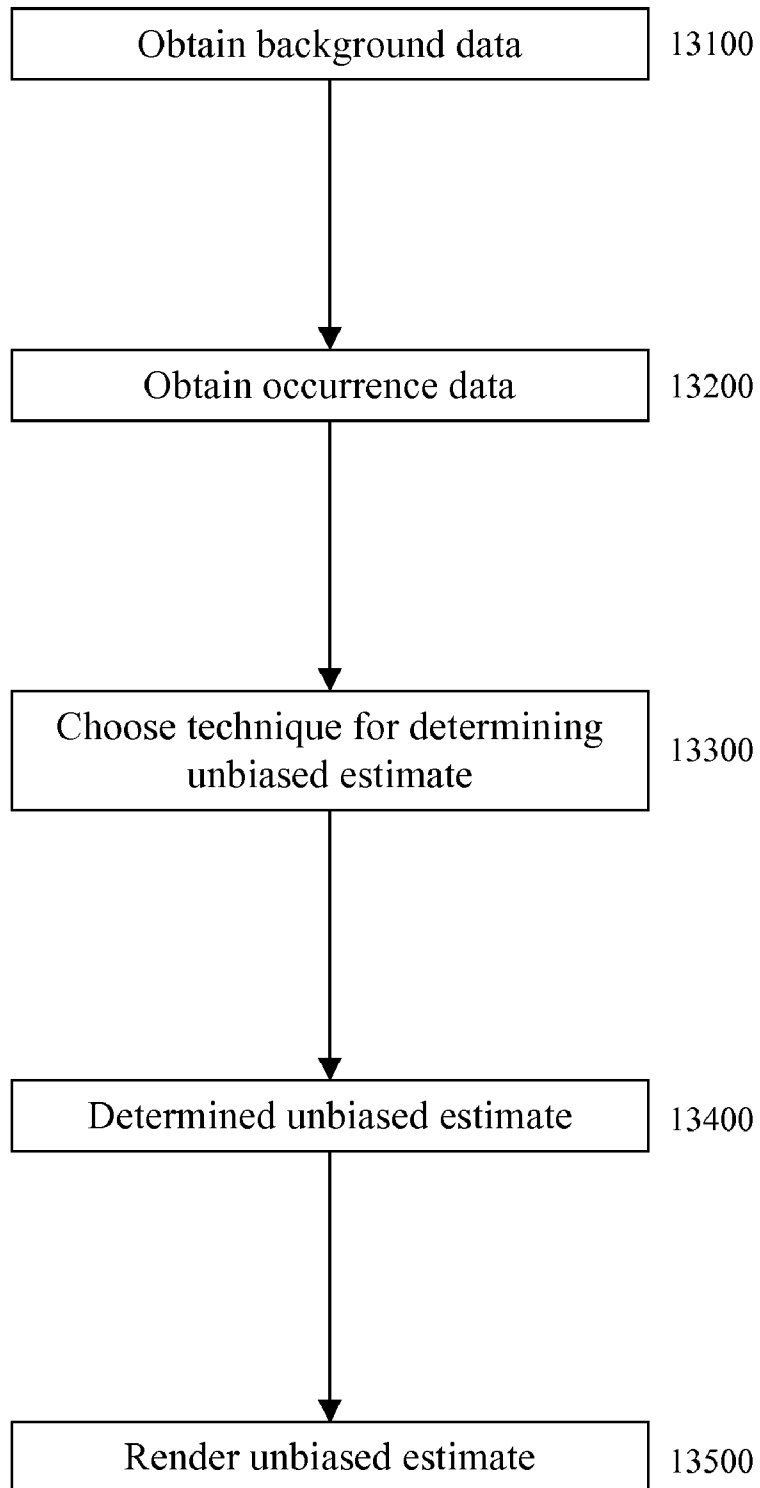 Obtain background data 13100
Obtain occurrence data 13200
Choose technique for determining
unbiased estimate 13300
Determined unbiased estimate 13400
Render unbiased estimate 13500